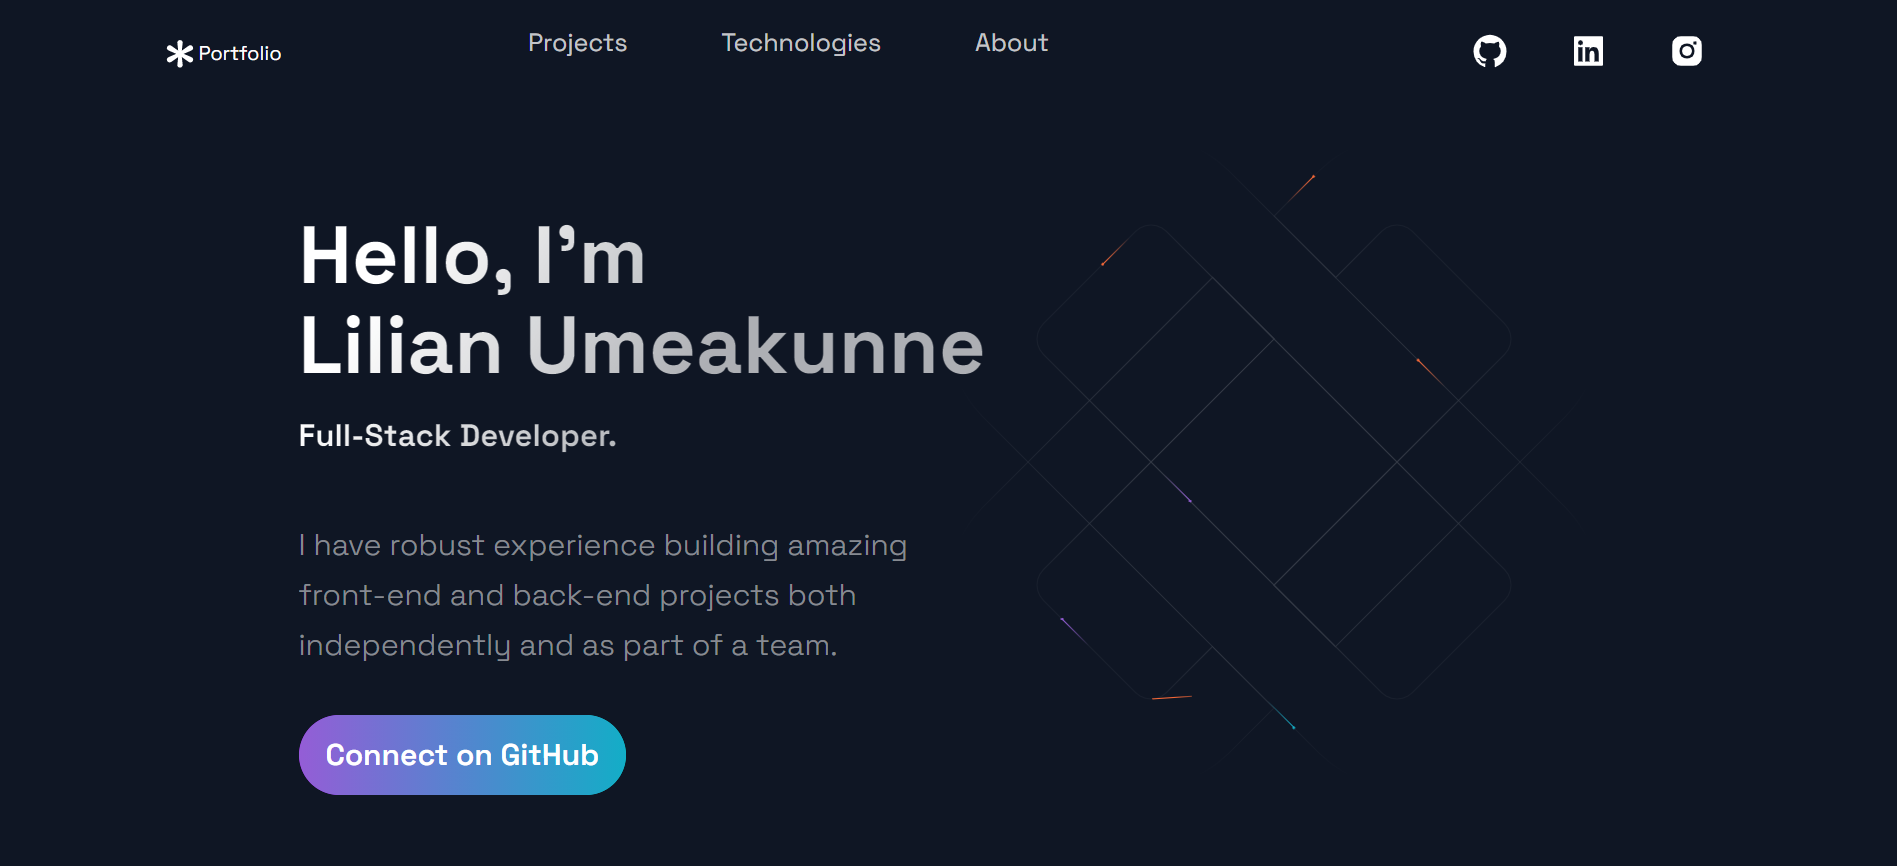 Portfolio
Projects
Technologies
About
Hello, I’m
Lilian Umeakunne
Full-Stack Developer.
I have robust experience building amazing
front-end and back-end projects both
independently and as part of a team.
Connect on GitHub